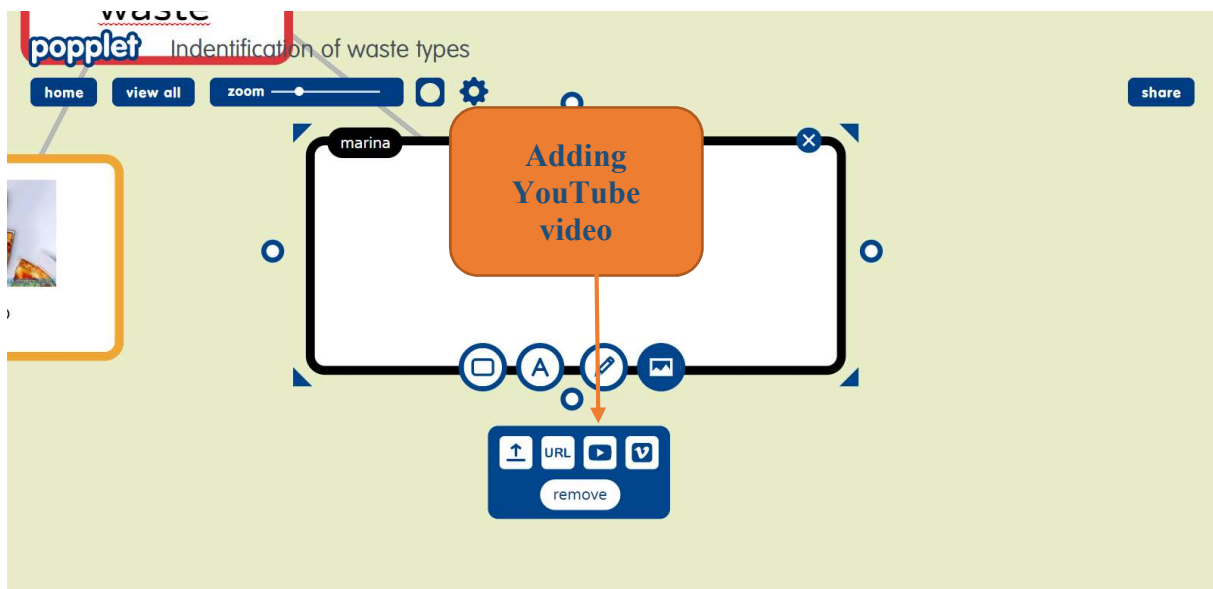 waste
popplet Indentification of waste types
home view all zoom share
marina
Adding
YouTube
video
A
URL
remove